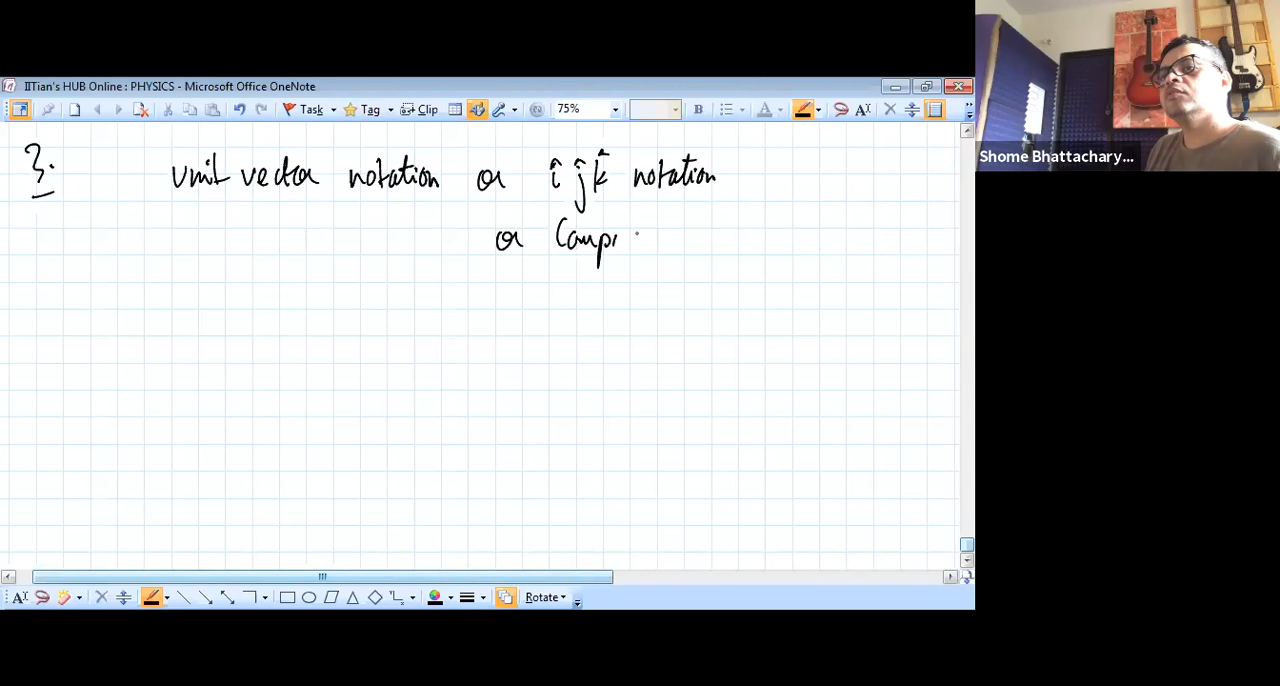 IITian's HUB Online : PHYSICS - Microsoft Office OneNote
Task Tag Clip 75% B A A
3. unit vector notation or î ĵ k̂ notation
or Comp
Shome Bhattachary...
A Rotate